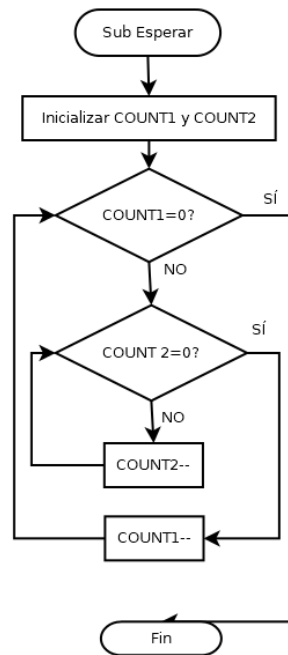 Sub Esperar
Inicializar COUNT1 y COUNT2
COUNT1=0?
SÍ
NO
COUNT 2=0?
SÍ
NO
COUNT2--
COUNT1--
Fin